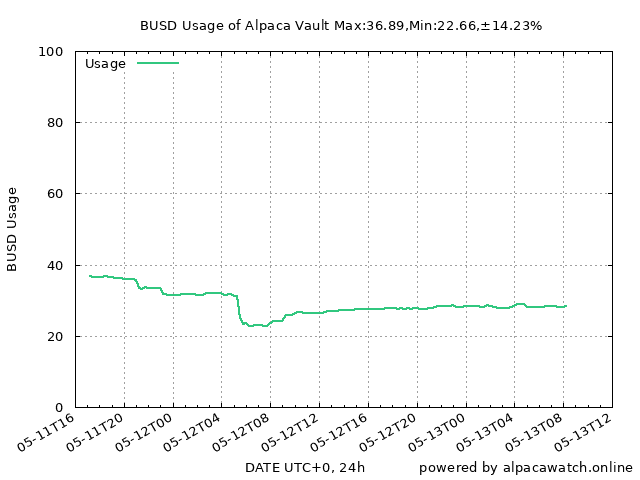 BUSD Usage of Alpaca Vault Max:36.89,Min:22.66,±14.23%
100
Usage
80
60
BUSD Usage
40
20
0
05-11T16
05-11T20
05-12T00
05-12T04
05-12T08
05-12T12
05-12T16
05-12T20
05-13T00
05-13T04
05-13T08
05-13T12
DATE UTC+0, 24h
powered by alpacawatch.online